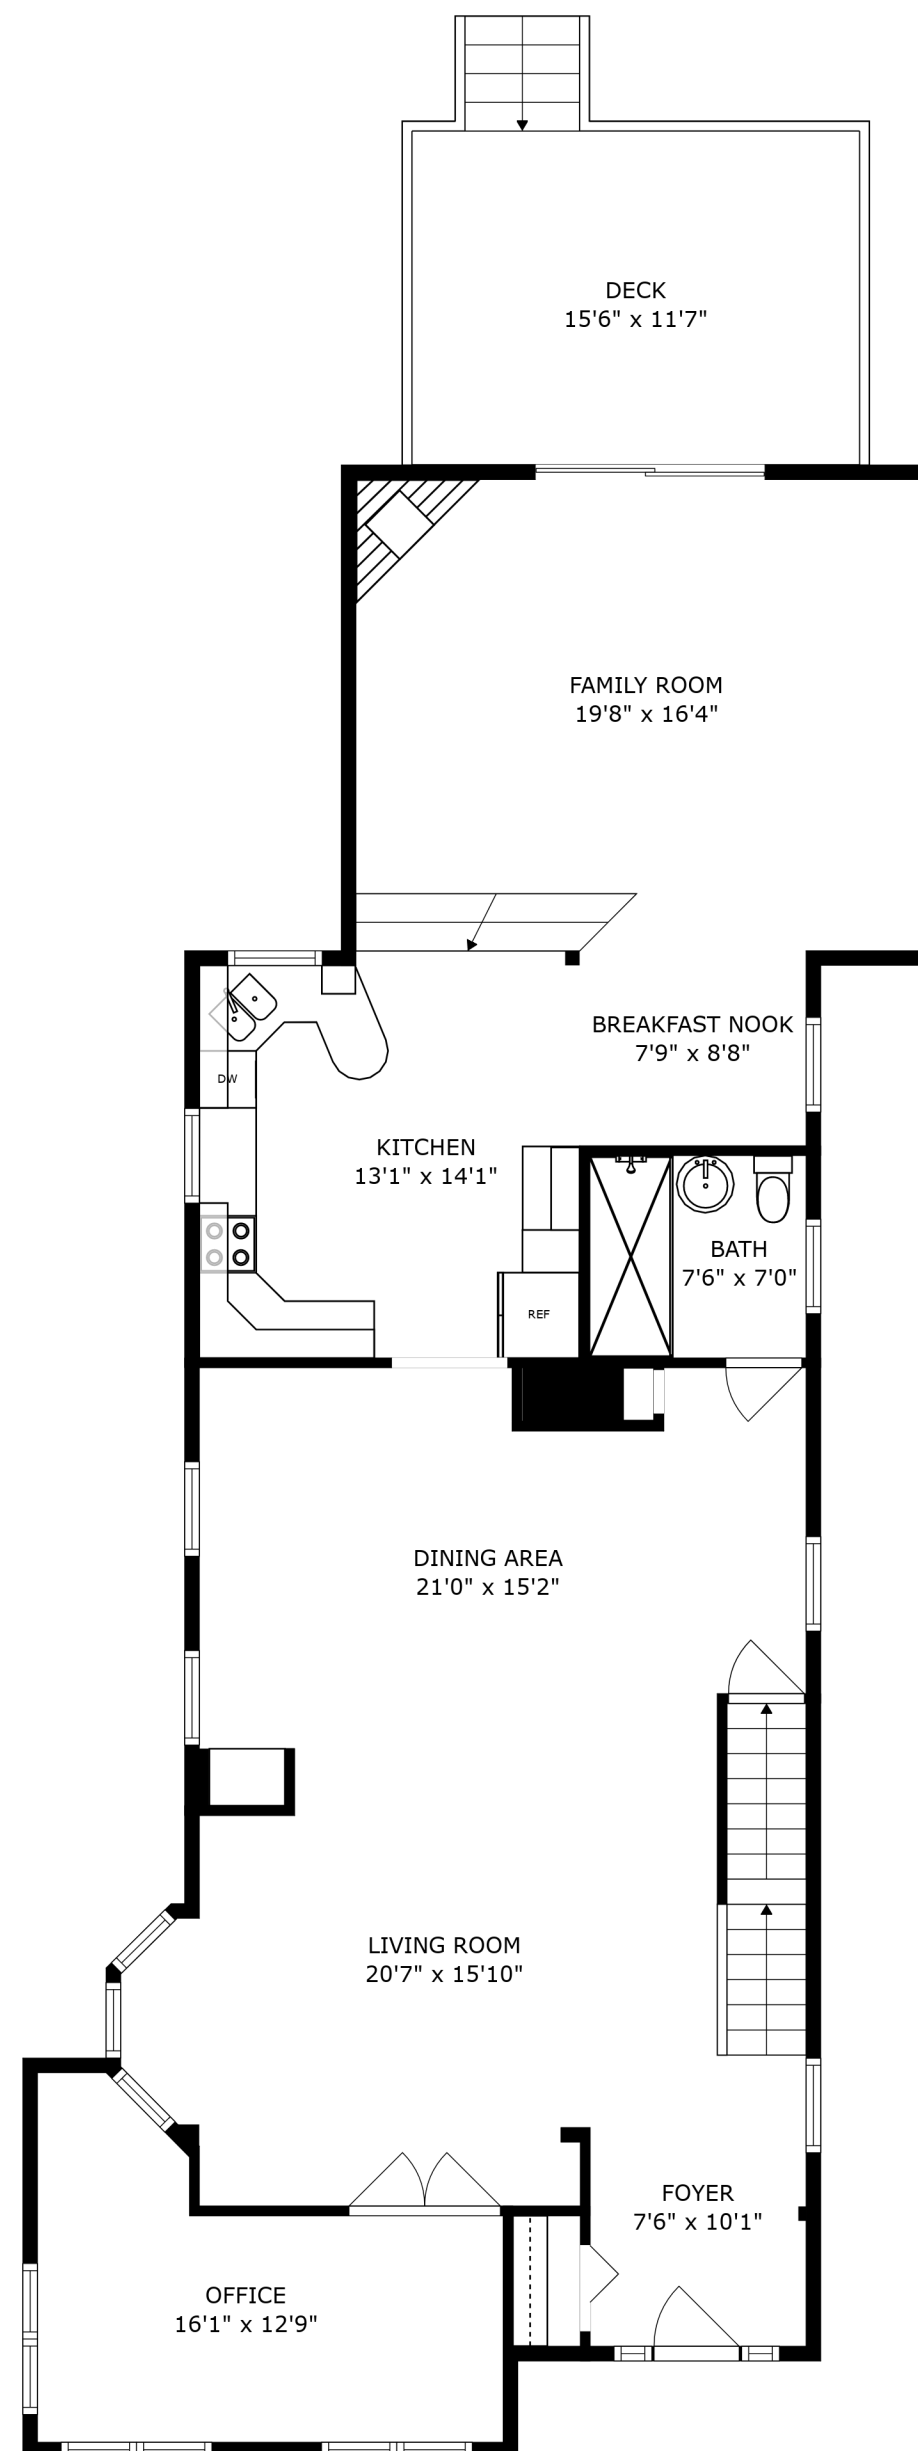 DECK
15'6" x 11'7"
FAMILY ROOM
19'8" x 16'4"
BREAKFAST NOOK
7'9" x 8'8"
DW
KITCHEN
13'1" x 14'1"
BATH
7'6" x 7'0"
REF
DINING AREA
21'0" x 15'2"
LIVING ROOM
20'7" x 15'10"
FOYER
7'6" x 10'1"
OFFICE
16'1" x 12'9"